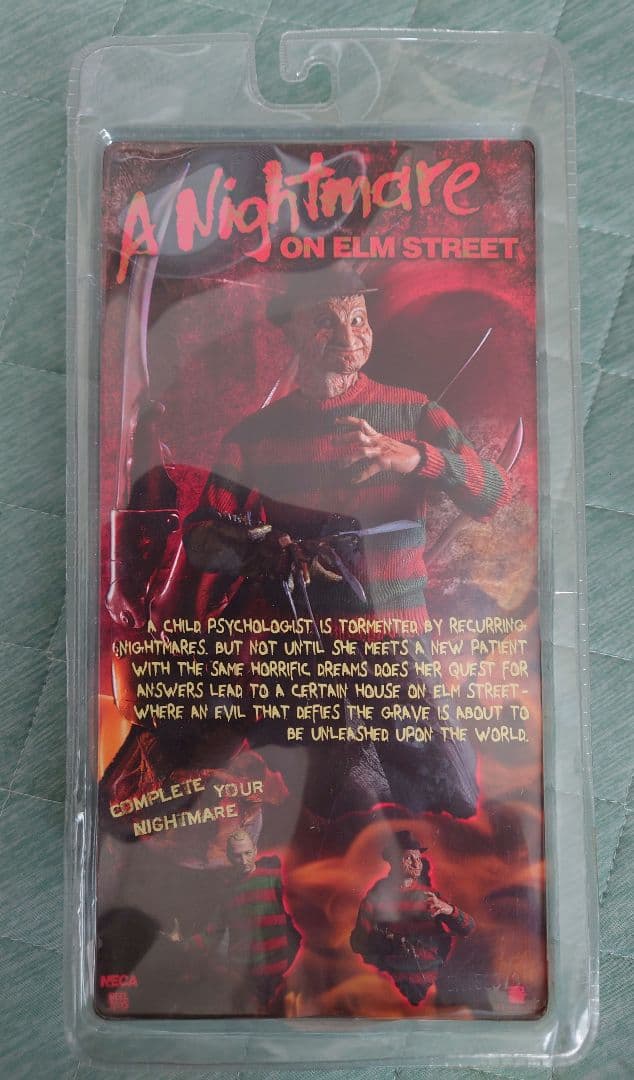 A Nightmare
ON ELM STREET
A CHILD PSYCHOLOGIST IS TORMENTED BY RECURRING
NIGHTMARES. BUT NOT UNTIL SHE MEETS A NEW PATIENT
WITH THE SAME HORRIFIC DREAMS DOES HER QUEST FOR
ANSWERS LEAD TO A CERTAIN HOUSE ON ELM STREET-
WHERE AN EVIL THAT DEFIES THE GRAVE IS ABOUT TO
BE UNLEASHED UPON THE WORLD.
COMPLETE YOUR
NIGHTMARE
NECA